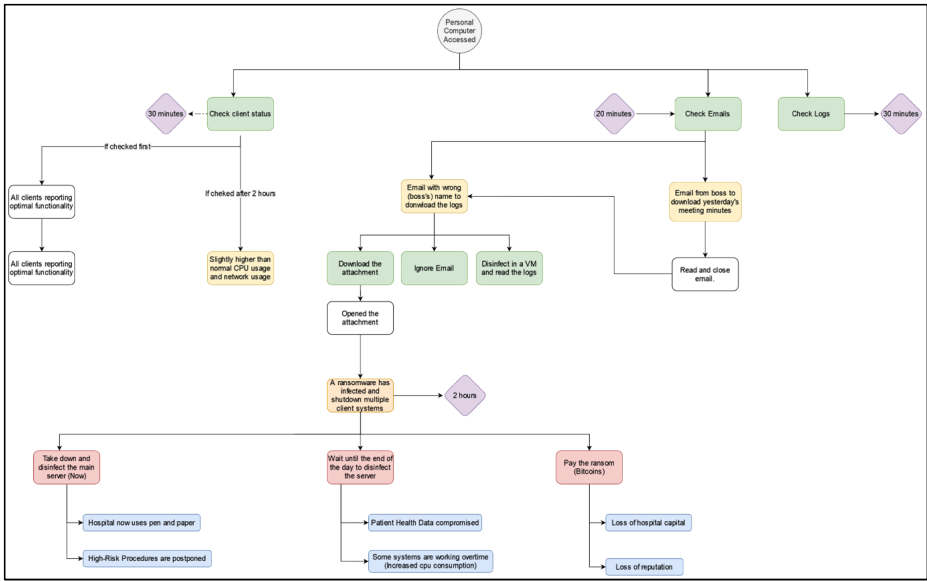 Personal
Computer
Accessed
30 minutes
Check client status
20 minutes
Check Emails
Check Logs
30 minutes
If checked first
If cheked after 2 hours
All clients reporting
optimal functionality
All clients reporting
optimal functionality
Slightly higher than
normal CPU usage
and network usage
Email with wrong
(boss's) name to
donwload the logs
Email from boss to
download yesterday's
meeting minutes
Download the
attachment
Ignore Email
Disinfect in a VM
and read the logs
Read and close
email.
Opened the
attachment
A ransomware has
infected and
shutdown multiple
client systems
2 hours
Take down and
disinfect the main
server (Now)
Wait until the end of
the day to disinfect
the server
Pay the ransom
(Bitcoins)
Hospital now uses pen and paper
High-Risk Procedures are postponed
Patient Health Data compromised
Some systems are working overtime
(Increased cpu consumption)
Loss of hospital capital
Loss of reputation